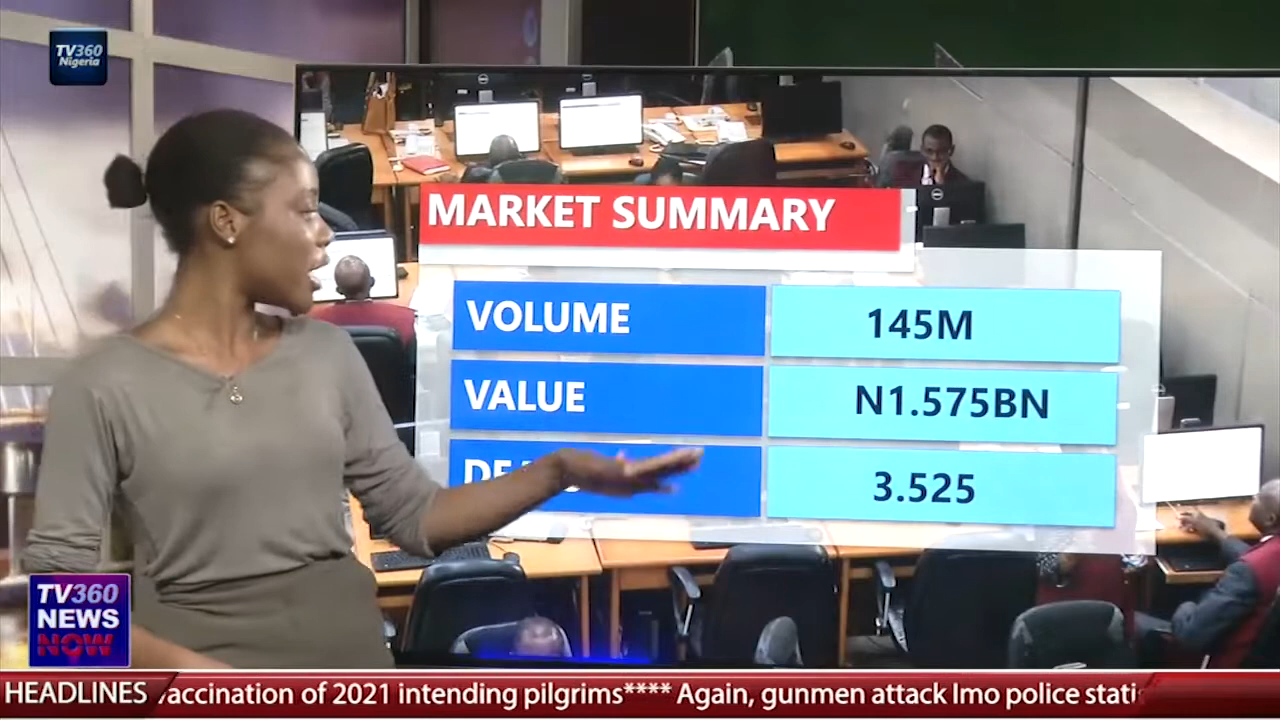 TV360
Nigeria
MARKET SUMMARY
VOLUME 145M
VALUE N1.575BN
3.525
TV360
NEWS
NOW
HEADLINES accination of 2021 intending pilgrims**** Again, gunmen attack Imo police stati